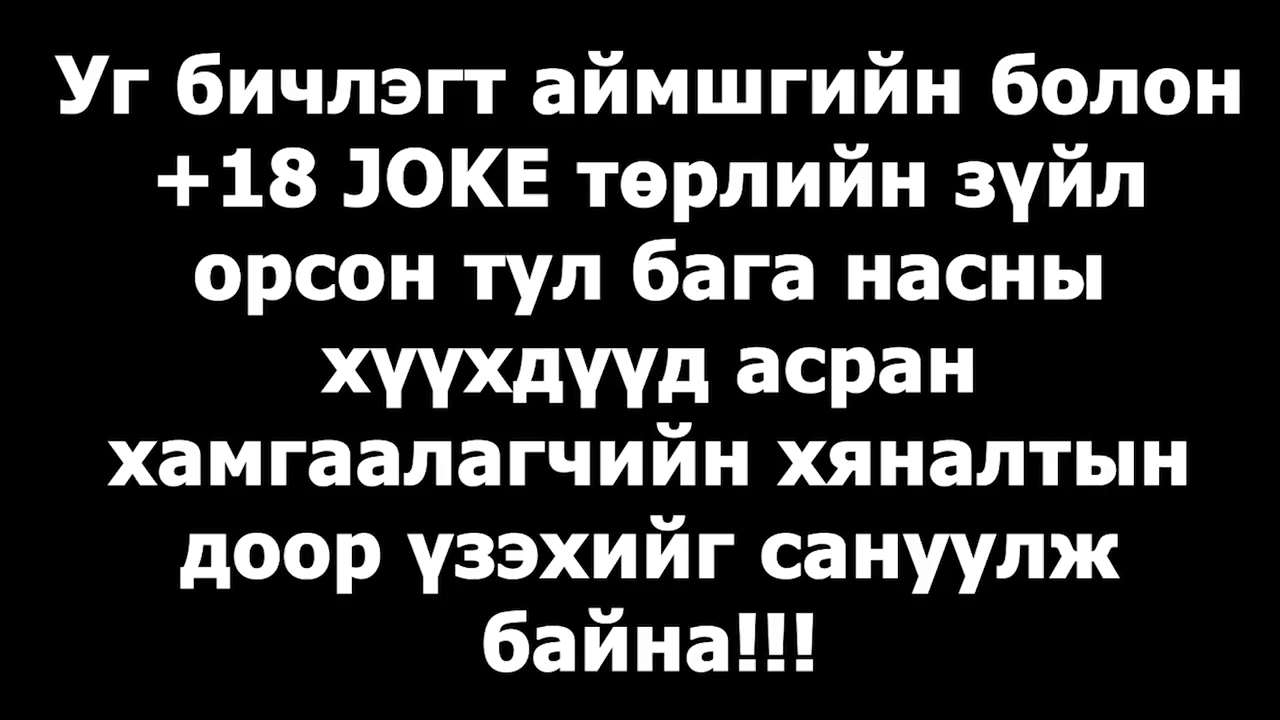 Уг бичлэгт аймшгийн болон
+18 JOKE төрлийн зүйл
орсон тул бага насны
хүүхдүүд асран
хамгаалагчийн хяналтын
доор үзэхийг сануулж
байна!!!